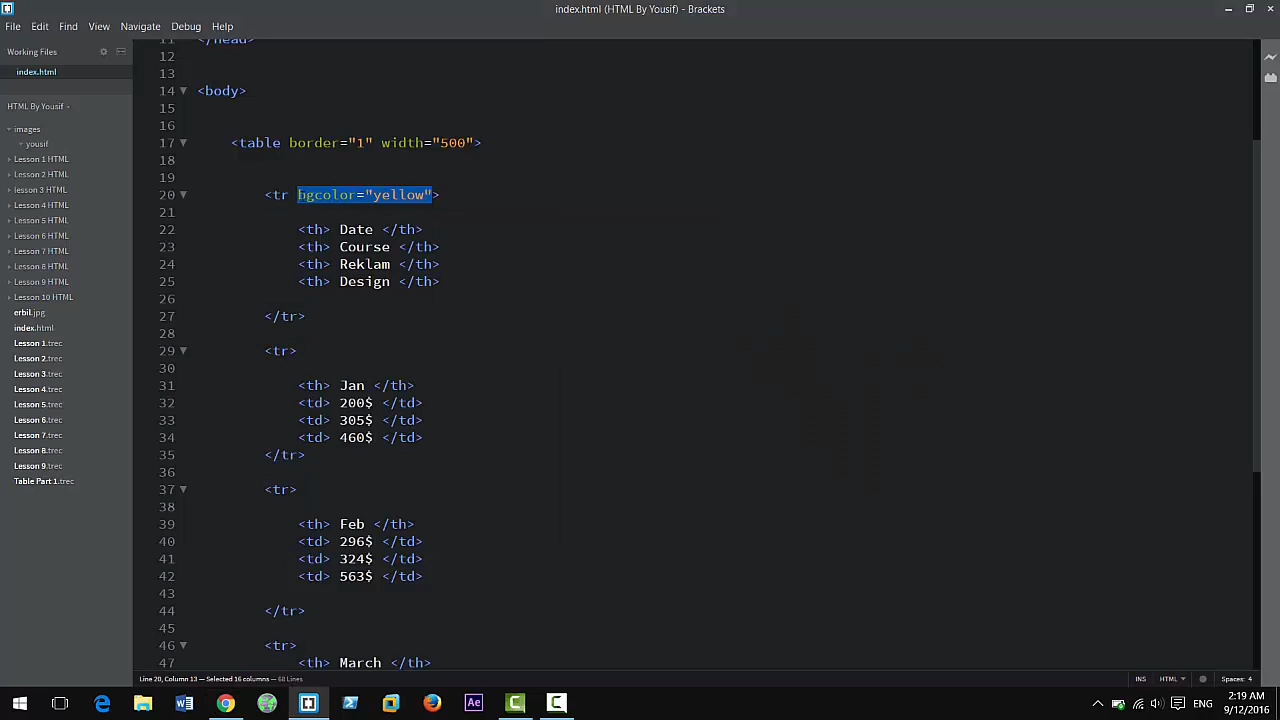 index.html (HTML By Yousif) - Brackets
File Edit Find View Navigate Debug Help
Working Files
index.html
HTML By Yousif
images
yousif
Lesson 1 HTML
Lesson 2 HTML
lesson 3 HTML
Lesson 4 HTML
Lesson 5 HTML
Lesson 6 HTML
Lesson 7 HTML
Lesson 8 HTML
Lesson 9 HTML
Lesson 10 HTML
erbil.jpg
index.html
Lesson 1.trec
Lesson 2.trec
Lesson 3.trec
Lesson 4.trec
Lesson 5.trec
Lesson 6.trec
Lesson 7.trec
Lesson 8.trec
Lesson 9.trec
Table Part 1.trec
11 </head>
12
13
14 <body>
15
16
17 <table border="1" width="500">
18
19
20 <tr bgcolor="yellow">
21
22 <th> Date </th>
23 <th> Course </th>
24 <th> Reklam </th>
25 <th> Design </th>
26
27 </tr>
28
29 <tr>
30
31 <th> Jan </th>
32 <td> 200$ </td>
33 <td> 305$ </td>
34 <td> 460$ </td>
35 </tr>
36
37 <tr>
38
39 <th> Feb </th>
40 <td> 296$ </td>
41 <td> 324$ </td>
42 <td> 563$ </td>
43
44 </tr>
45
46 <tr>
47 <th> March </th>
Line 20, Column 13 — Selected 16 columns — 68 Lines
INS HTML Spaces: 4
Ae
ENG
2:19 AM
9/12/2016